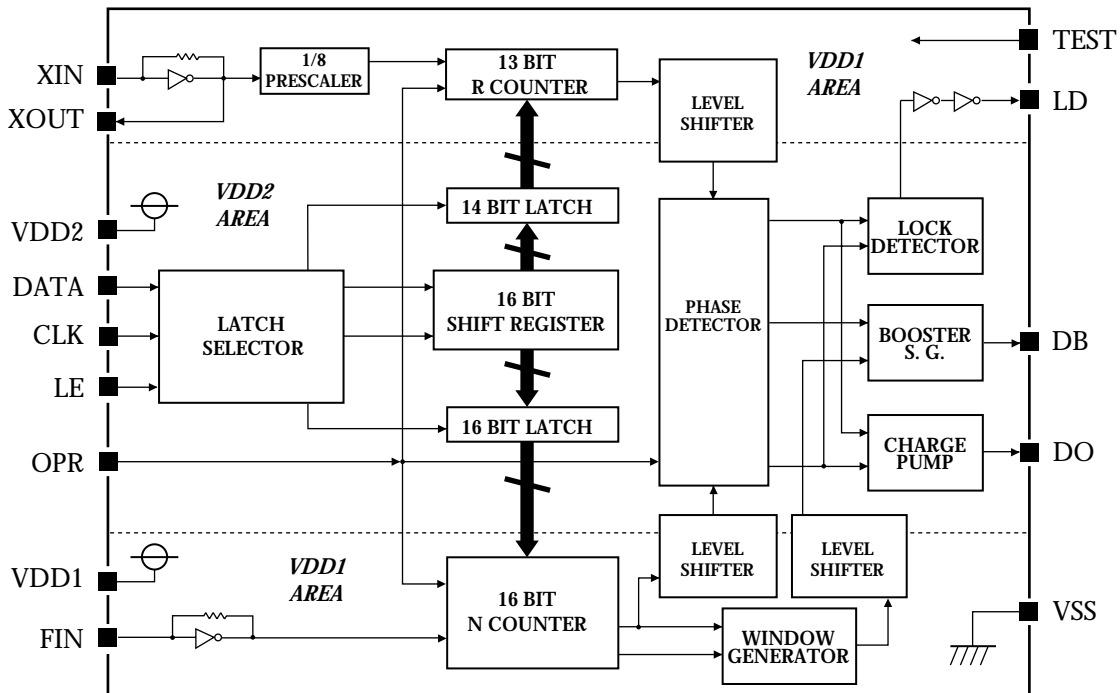 XIN
XOUT
1/8
PRESCALER
13 BIT
R COUNTER
LEVEL
SHIFTER
VDD1
AREA
TEST
LD
VDD2
AREA
VDD2
14 BIT LATCH
LOCK
DETECTOR
DATA
CLK
LE
LATCH
SELECTOR
16 BIT
SHIFT REGISTER
PHASE
DETECTOR
BOOSTER
S. G.
DB
16 BIT LATCH
OPR
CHARGE
PUMP
DO
VDD1
VDD1
AREA
LEVEL
SHIFTER
LEVEL
SHIFTER
FIN
16 BIT
N COUNTER
WINDOW
GENERATOR
VSS